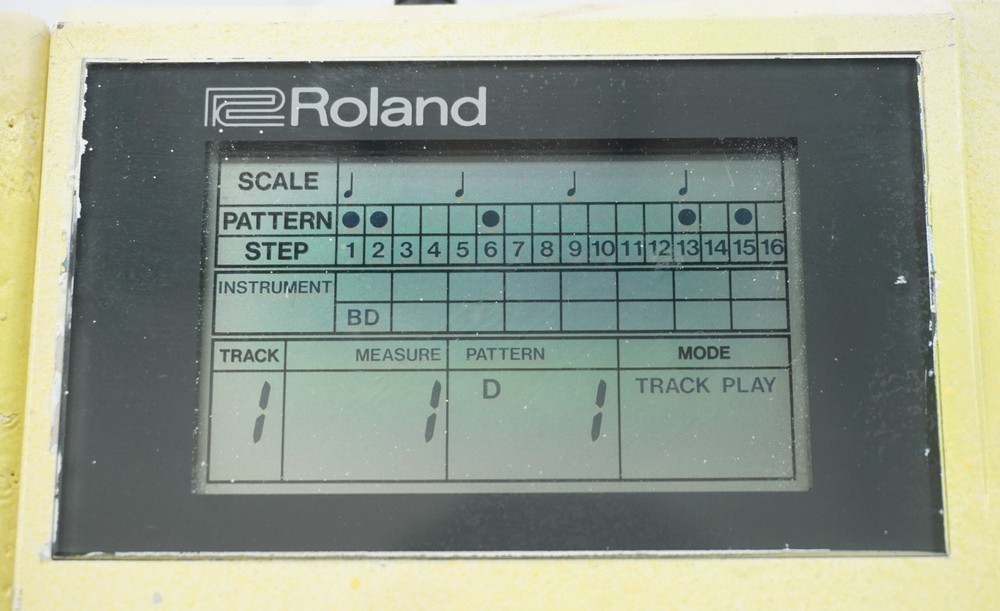 Roland
SCALE
PATTERN
STEP 1 2 3 4 5 6 7 8 9 10 11 12 13 14 15 16
INSTRUMENT
BD
TRACK MEASURE PATTERN MODE
1 1 D 1 TRACK PLAY